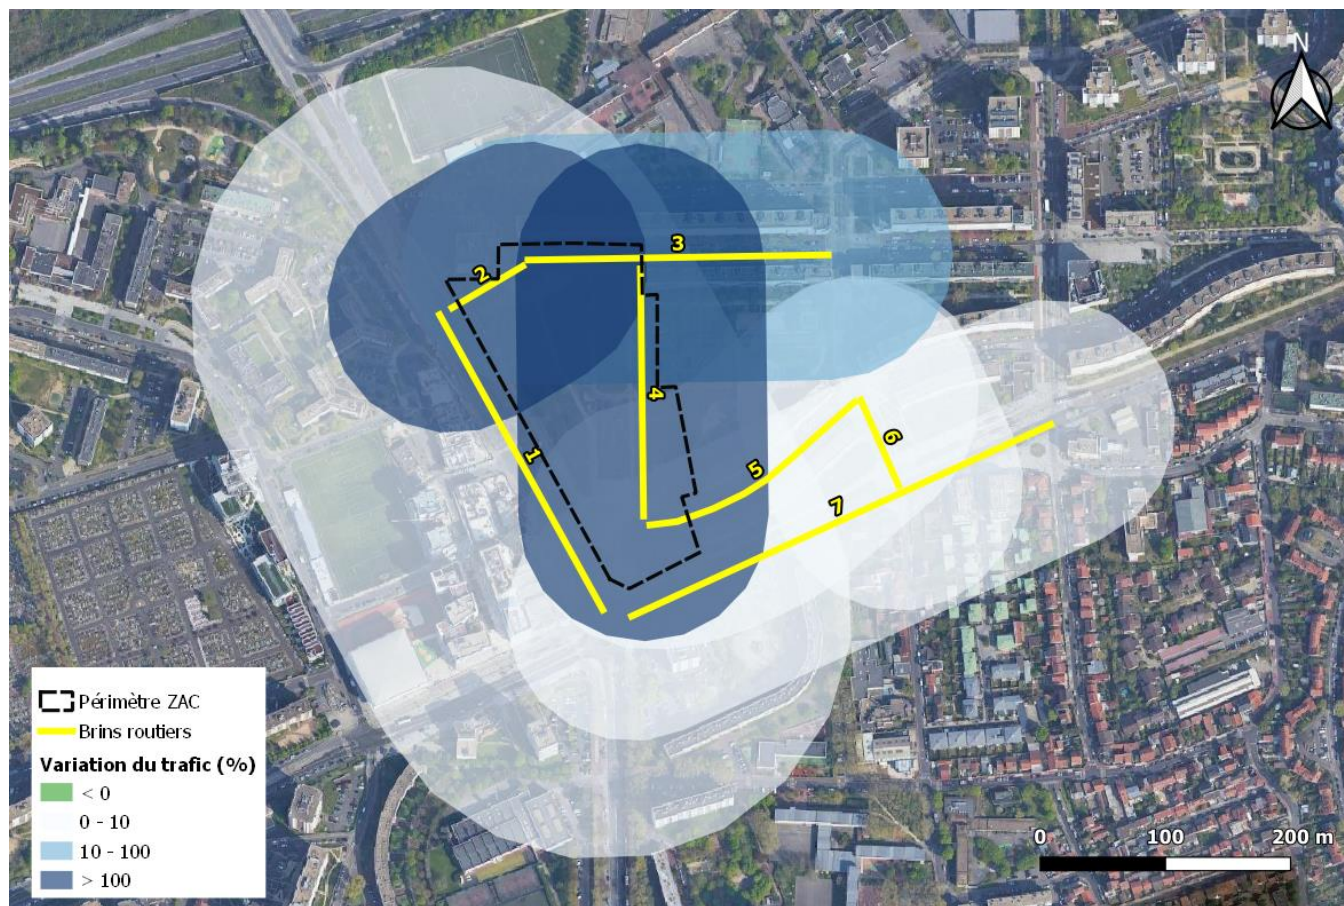 N
3
2
4
1
5
6
7
Périmètre ZAC
Brins routiers
Variation du trafic (%)
< 0
0 - 10
10 - 100
> 100
0 100 200 m